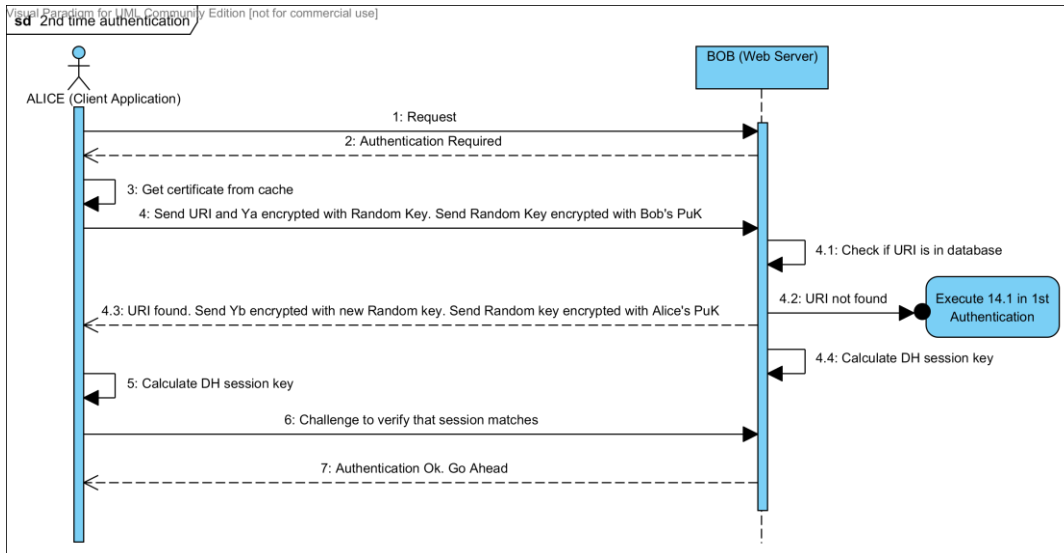 Visual Paradigm for UML Community Edition [not for commercial use]
sd 2nd time authentication
BOB (Web Server)
ALICE (Client Application)
1: Request
2: Authentication Required
3: Get certificate from cache
4: Send URI and Ya encrypted with Random Key. Send Random Key encrypted with Bob's PuK
4.1: Check if URI is in database
4.2: URI not found
Execute 14.1 in 1st
Authentication
4.3: URI found. Send Yb encrypted with new Random key. Send Random key encrypted with Alice's PuK
4.4: Calculate DH session key
5: Calculate DH session key
6: Challenge to verify that session matches
7: Authentication Ok. Go Ahead